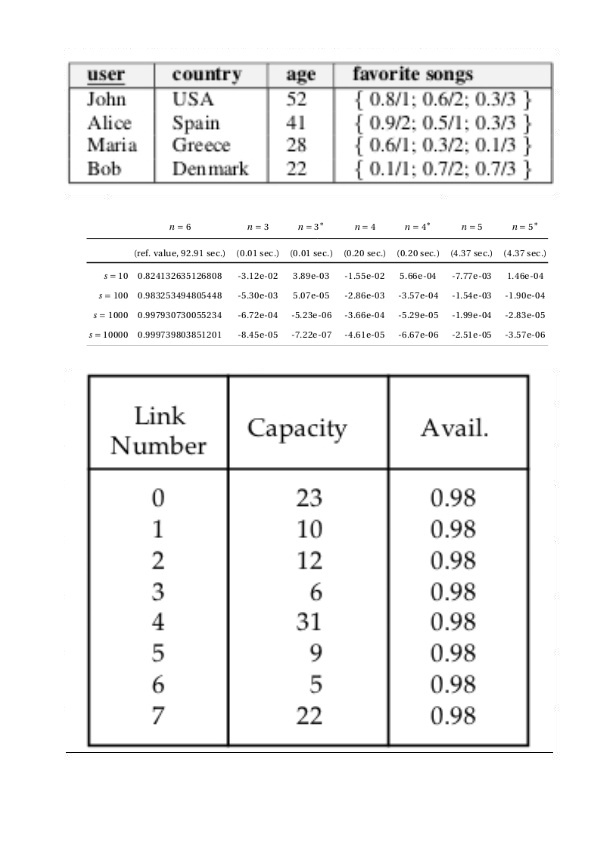 user country age favorite songs
John USA 52 { 0.8/1; 0.6/2; 0.3/3 }
Alice Spain 41 { 0.9/2; 0.5/1; 0.3/3 }
Maria Greece 28 { 0.6/1; 0.3/2; 0.1/3 }
Bob Denmark 22 { 0.1/1; 0.7/2; 0.7/3 }
n = 6 n = 3 n = 3* n = 4 n = 4* n = 5 n = 5*
(ref. value, 92.91 sec.) (0.01 sec.) (0.01 sec.) (0.20 sec.) (0.20 sec.) (4.37 sec.) (4.37 sec.)
s = 10 0.824132635126808 -3.12e-02 3.89e-03 -1.55e-02 5.66e-04 -7.77e-03 1.46e-04
s = 100 0.983253494805448 -5.30e-03 5.07e-05 -2.86e-03 -3.57e-04 -1.54e-03 -1.90e-04
s = 1000 0.997930730055234 -6.72e-04 -5.23e-06 -3.66e-04 -5.29e-05 -1.99e-04 -2.83e-05
s = 10000 0.999739803851201 -8.45e-05 -7.22e-07 -4.61e-05 -6.67e-06 -2.51e-05 -3.57e-06
Link
Number Capacity Avail.
0 23 0.98
1 10 0.98
2 12 0.98
3 6 0.98
4 31 0.98
5 9 0.98
6 5 0.98
7 22 0.98